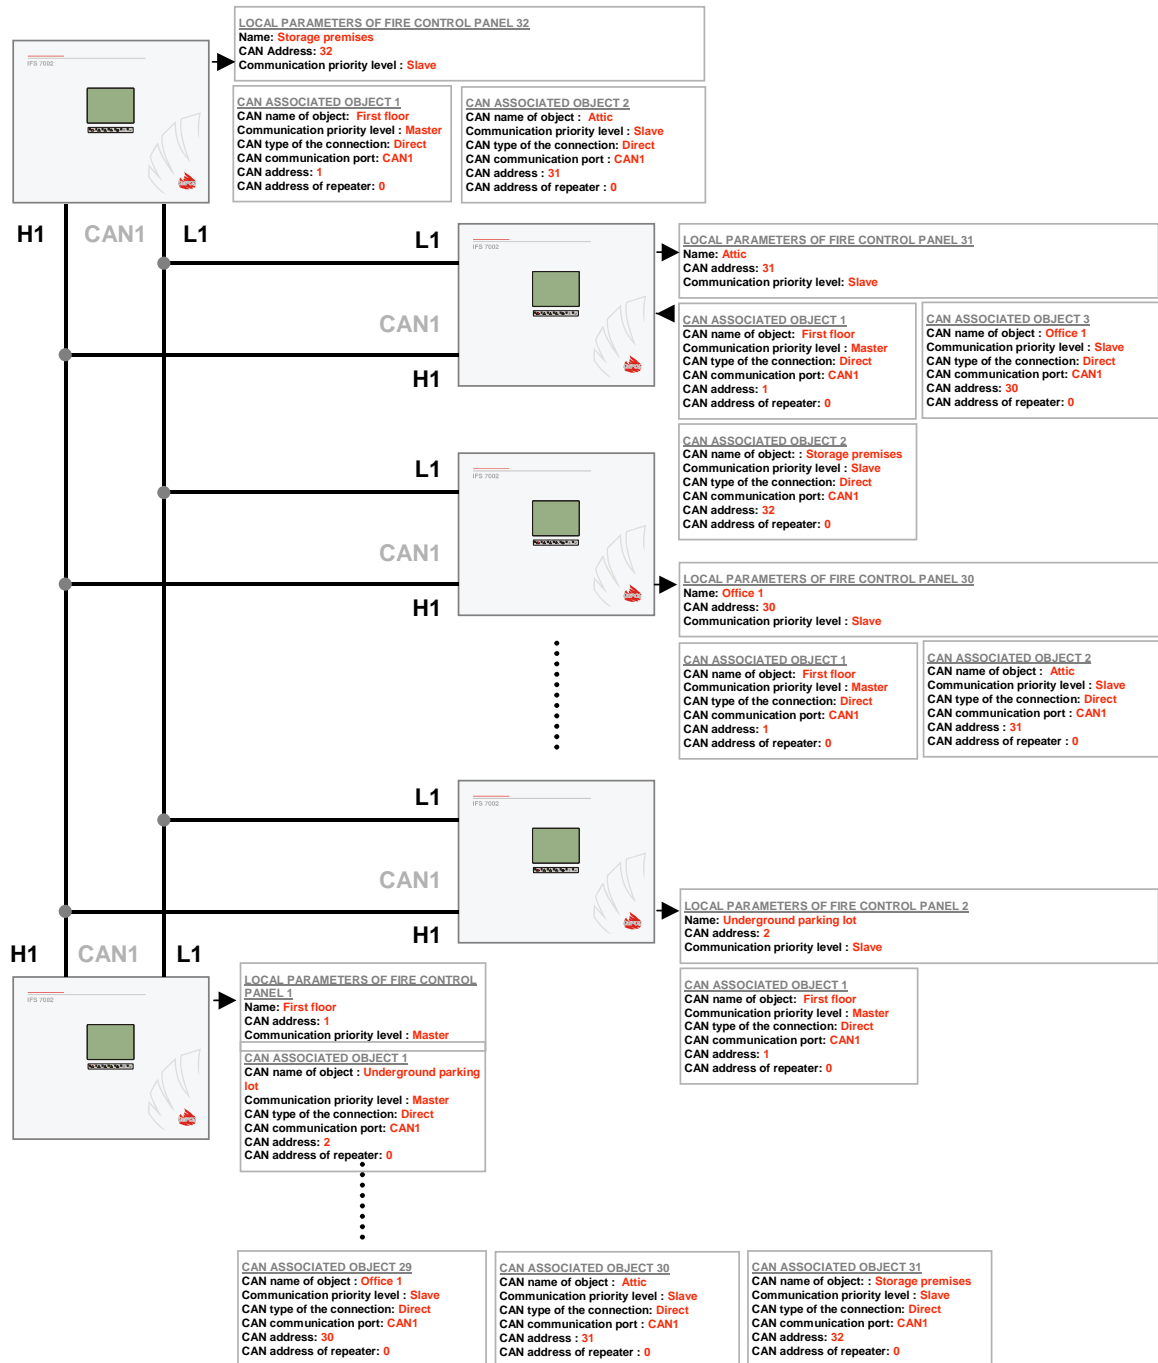 LOCAL PARAMETERS OF FIRE CONTROL PANEL 32
Name: Storage premises
CAN Address: 32
Communication priority level : Slave
IFS 7002
CAN ASSOCIATED OBJECT 1
CAN name of object:  First floor
Communication priority level : Master
CAN type of the connection: Direct
CAN communication port: CAN1
CAN address: 1
CAN address of repeater: 0
CAN ASSOCIATED OBJECT 2
CAN name of object :  Attic
Communication priority level : Slave
CAN type of the connection: Direct
CAN communication port : CAN1
CAN address : 31
CAN address of repeater : 0
H1 CAN1 L1
L1
CAN1
H1
IFS 7002
LOCAL PARAMETERS OF FIRE CONTROL PANEL 31
Name: Attic
CAN address: 31
Communication priority level: Slave
CAN ASSOCIATED OBJECT 1
CAN name of object:  First floor
Communication priority level : Master
CAN type of the connection: Direct
CAN communication port: CAN1
CAN address: 1
CAN address of repeater: 0
CAN ASSOCIATED OBJECT 3
CAN name of object : Office 1
Communication priority level : Slave
CAN type of the connection: Direct
CAN communication port: CAN1
CAN address: 30
CAN address of repeater: 0
CAN ASSOCIATED OBJECT 2
CAN name of object: : Storage premises
Communication priority level : Slave
CAN type of the connection: Direct
CAN communication port: CAN1
CAN address: 32
CAN address of repeater: 0
L1
CAN1
H1
IFS 7002
LOCAL PARAMETERS OF FIRE CONTROL PANEL 30
Name: Office 1
CAN address: 30
Communication priority level : Slave
CAN ASSOCIATED OBJECT 1
CAN name of object:  First floor
Communication priority level : Master
CAN type of the connection: Direct
CAN communication port: CAN1
CAN address: 1
CAN address of repeater: 0
CAN ASSOCIATED OBJECT 2
CAN name of object :  Attic
Communication priority level : Slave
CAN type of the connection: Direct
CAN communication port : CAN1
CAN address : 31
CAN address of repeater : 0
L1
CAN1
H1
IFS 7002
LOCAL PARAMETERS OF FIRE CONTROL PANEL 2
Name: Underground parking lot
CAN address: 2
Communication priority level : Slave
CAN ASSOCIATED OBJECT 1
CAN name of object:  First floor
Communication priority level : Master
CAN type of the connection: Direct
CAN communication port: CAN1
CAN address: 1
CAN address of repeater: 0
H1 CAN1 L1
IFS 7002
LOCAL PARAMETERS OF FIRE CONTROL
PANEL 1
Name: First floor
CAN address: 1
Communication priority level : Master
CAN ASSOCIATED OBJECT 1
CAN name of object : Underground parking
lot
Communication priority level : Master
CAN type of the connection: Direct
CAN communication port: CAN1
CAN address: 2
CAN address of repeater: 0
CAN ASSOCIATED OBJECT 29
CAN name of object : Office 1
Communication priority level : Slave
CAN type of the connection: Direct
CAN communication port: CAN1
CAN address: 30
CAN address of repeater: 0
CAN ASSOCIATED OBJECT 30
CAN name of object :  Attic
Communication priority level : Slave
CAN type of the connection: Direct
CAN communication port : CAN1
CAN address : 31
CAN address of repeater : 0
CAN ASSOCIATED OBJECT 31
CAN name of object: : Storage premises
Communication priority level : Slave
CAN type of the connection: Direct
CAN communication port: CAN1
CAN address: 32
CAN address of repeater: 0